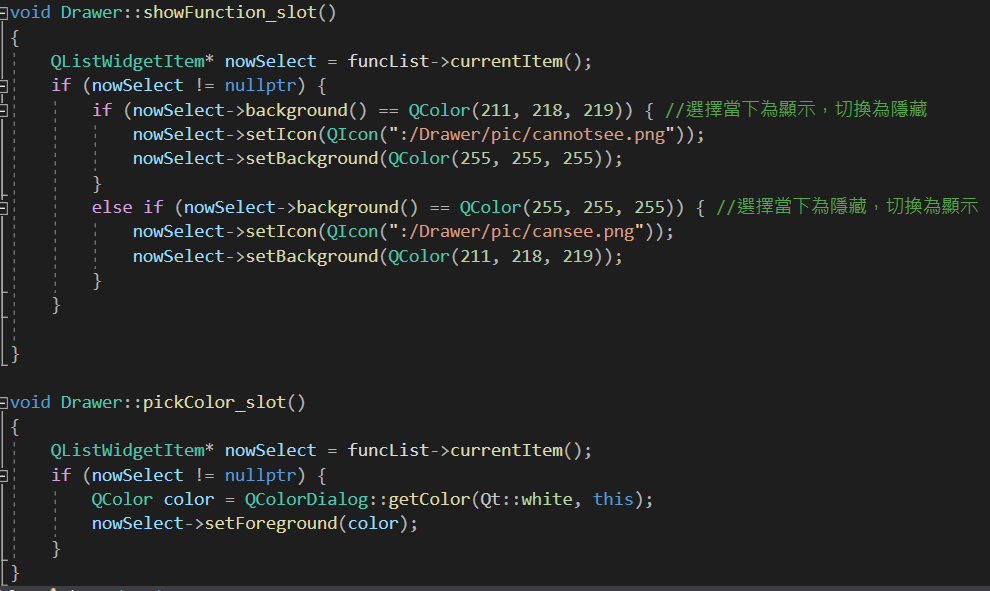 void Drawer::showFunction_slot()
{
    QListWidgetItem* nowSelect = funcList->currentItem();
    if (nowSelect != nullptr) {
        if (nowSelect->background() == QColor(211, 218, 219)) { //選擇當下為顯示，切換為隱藏
            nowSelect->setIcon(QIcon(":/Drawer/pic/cannotsee.png"));
            nowSelect->setBackground(QColor(255, 255, 255));
        }
        else if (nowSelect->background() == QColor(255, 255, 255)) { //選擇當下為隱藏，切換為顯示
            nowSelect->setIcon(QIcon(":/Drawer/pic/cansee.png"));
            nowSelect->setBackground(QColor(211, 218, 219));
        }
    }

}

void Drawer::pickColor_slot()
{
    QListWidgetItem* nowSelect = funcList->currentItem();
    if (nowSelect != nullptr) {
        QColor color = QColorDialog::getColor(Qt::white, this);
        nowSelect->setForeground(color);
    }
}